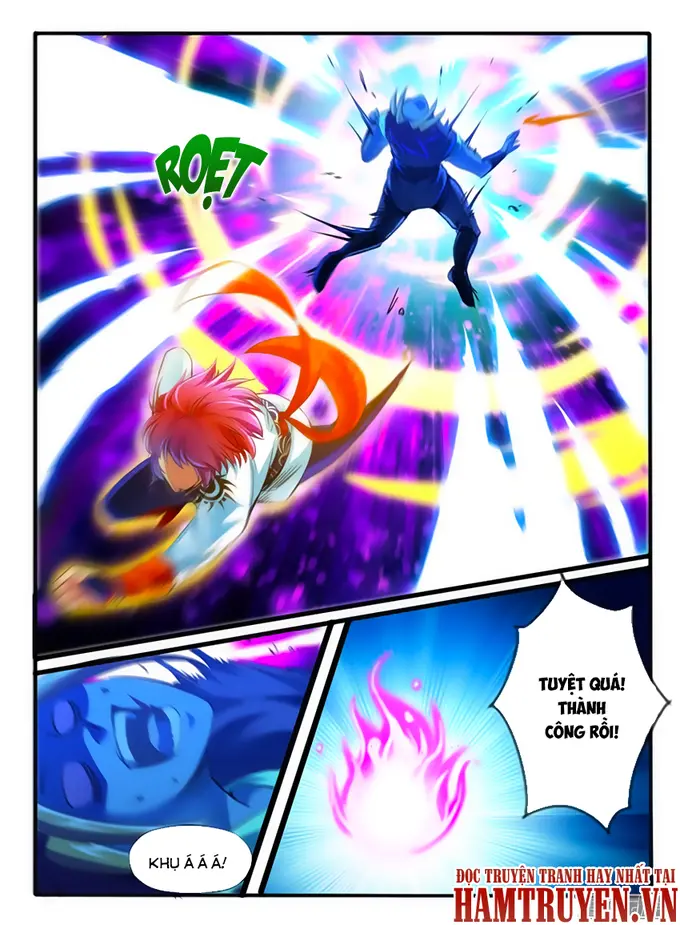 ROẸT
TUYỆT QUÁ!
THÀNH
CÔNG RỒI!
KHỤ Á Á Á!
ĐỌC TRUYỆN TRANH HAY NHẤT TẠI
HAMTRUYEN.VN